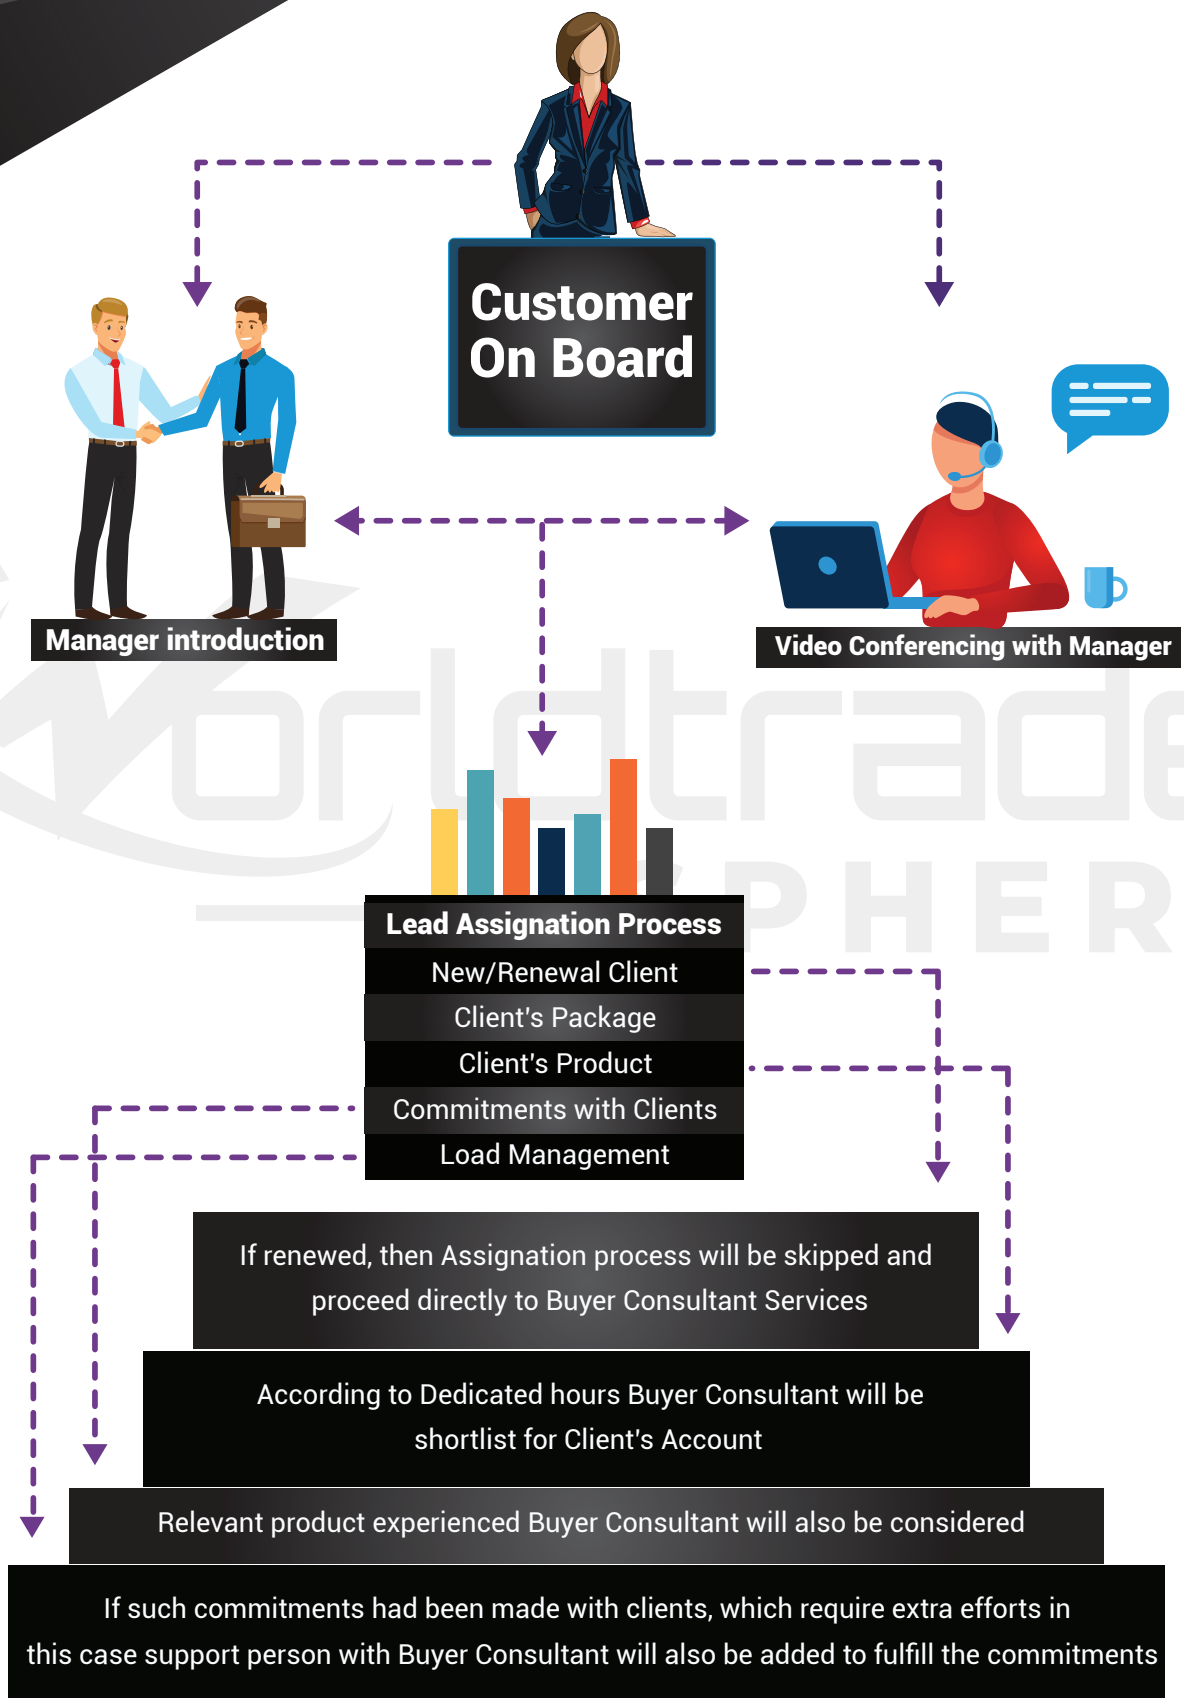 Customer
On Board
Manager introduction
Video Conferencing with Manager
Worldtrade
SPHER
Lead Assignation Process
New/Renewal Client
Client's Package
Client's Product
Commitments with Clients
Load Management
If renewed, then Assignation process will be skipped and
proceed directly to Buyer Consultant Services
According to Dedicated hours Buyer Consultant will be
shortlist for Client's Account
Relevant product experienced Buyer Consultant will also be considered
If such commitments had been made with clients, which require extra efforts in
this case support person with Buyer Consultant will also be added to fulfill the commitments